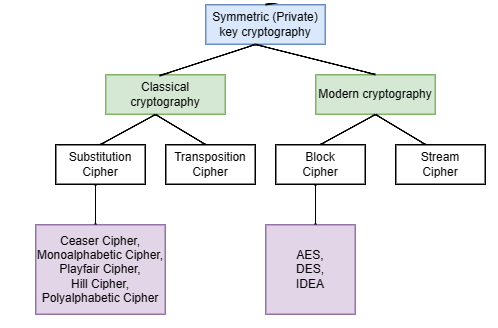 Symmetric (Private)
key cryptography
Classical
cryptography
Modern cryptography
Substitution
Cipher
Transposition
Cipher
Block
Cipher
Stream
Cipher
Ceaser Cipher,
Monoalphabetic Cipher,
Playfair Cipher,
Hill Cipher,
Polyalphabetic Cipher
AES,
DES,
IDEA